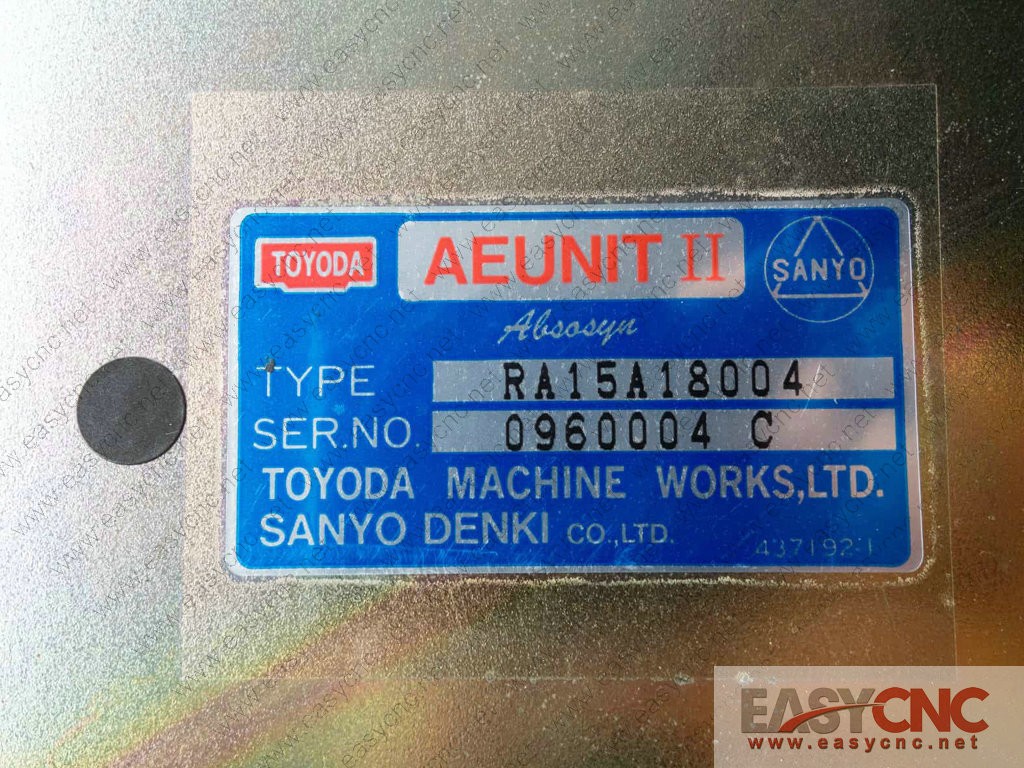 TOYODA
AEUNIT II
SANYO
Absosyn
TYPE RA15A18004
SER.NO. 0960004 C
TOYODA MACHINE WORKS,LTD.
SANYO DENKI CO.,LTD.
437192-1
EASYCNC
www.easycnc.net